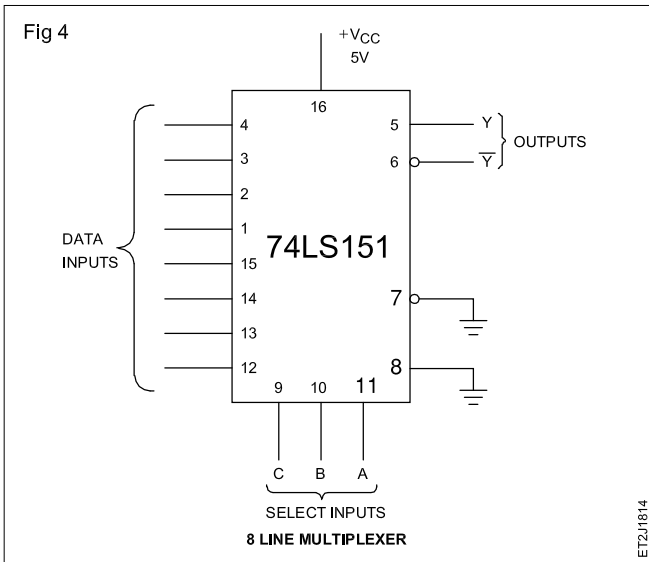 Fig 4
+VCC
5V
16
4
3
2
1
15
14
13
12
DATA
INPUTS
74LS151
5
6
7
8
Y
Y̅
OUTPUTS
9 10 11
C B A
SELECT INPUTS
8 LINE MULTIPLEXER
ET2J1814